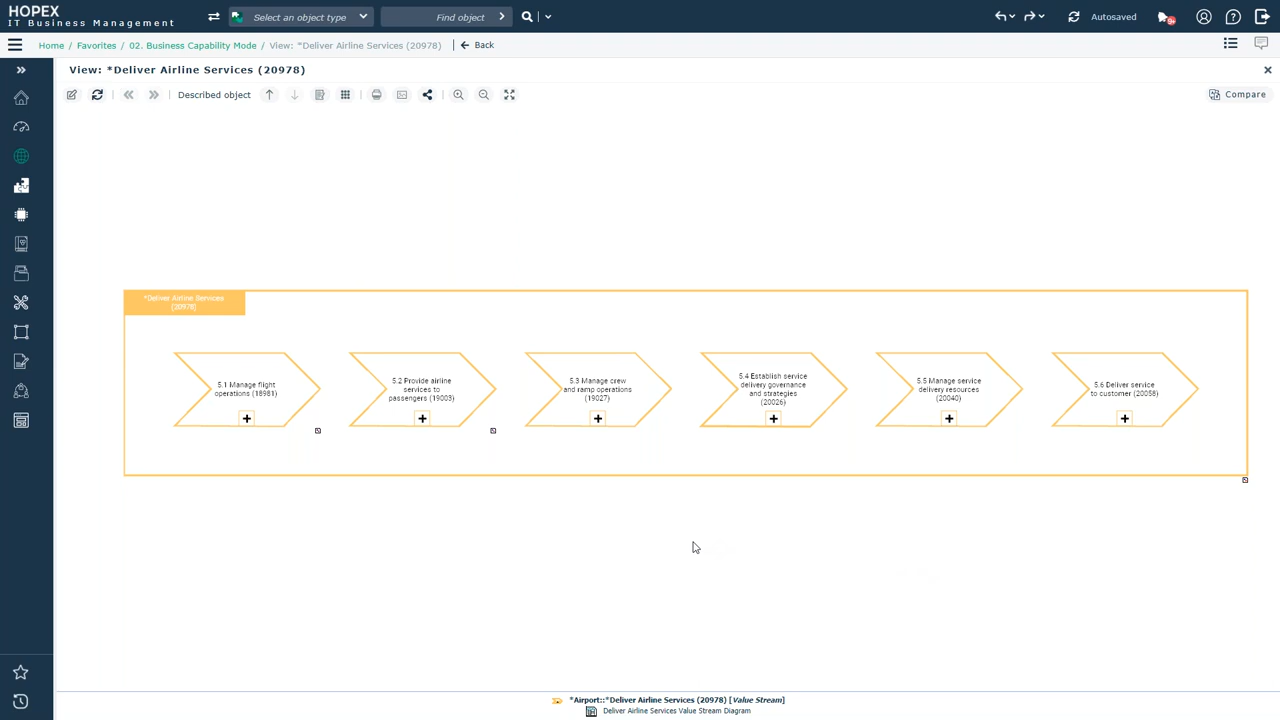 HOPEX
IT Business Management
Select an object type
Find object
Autosaved
9+
Home / Favorites / 02. Business Capability Mode / View: *Deliver Airline Services (20978)
Back
View: *Deliver Airline Services (20978)
Described object
Compare
*Deliver Airline Services
(20978)
5.1 Manage flight
operations (18981)
5.2 Provide airline
services to
passengers (19003)
5.3 Manage crew
and ramp operations
(19027)
5.4 Establish service
delivery governance
and strategies
(20026)
5.5 Manage service
delivery resources
(20040)
5.6 Deliver service
to customer (20058)
*Airport::*Deliver Airline Services (20978) [Value Stream]
Deliver Airline Services Value Stream Diagram